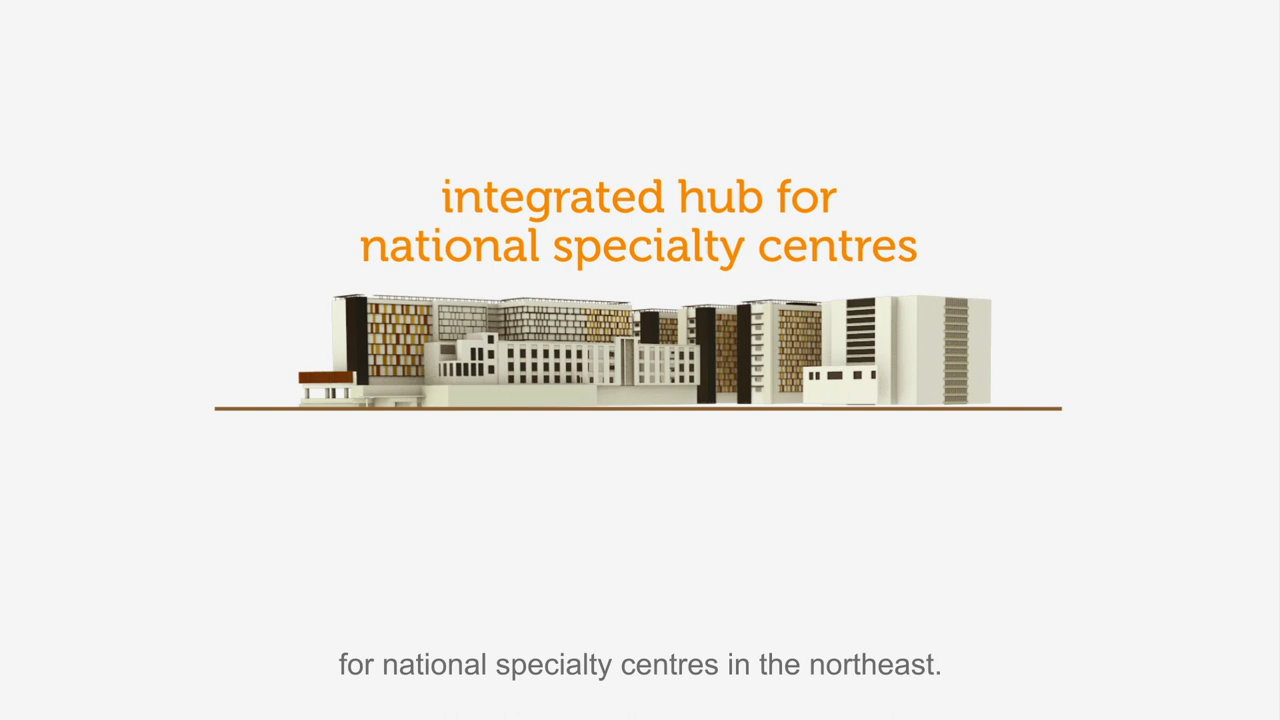 integrated hub for
national specialty centres
for national specialty centres in the northeast.